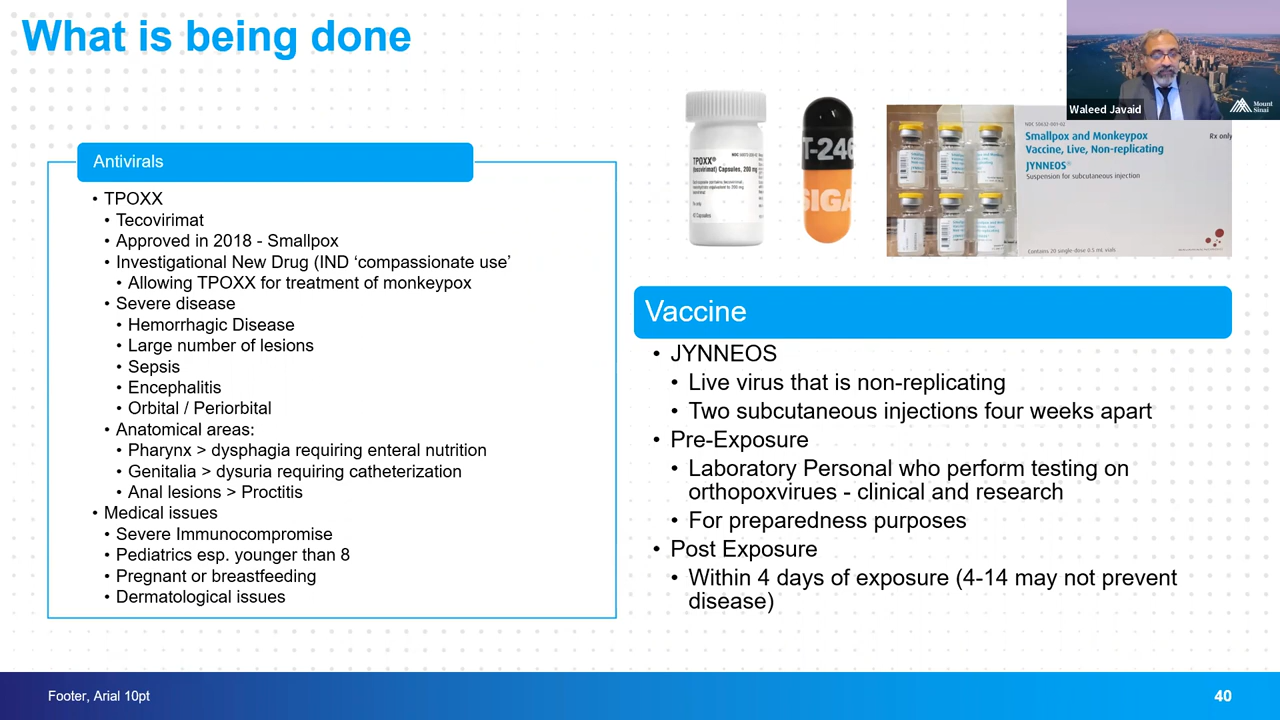 What is being done
Waleed Javaid
Mount
Sinai
Antivirals
• TPOXX
• Tecovirimat
• Approved in 2018 - Smallpox
• Investigational New Drug (IND ‘compassionate use’
• Allowing TPOXX for treatment of monkeypox
• Severe disease
• Hemorrhagic Disease
• Large number of lesions
• Sepsis
• Encephalitis
• Orbital / Periorbital
• Anatomical areas:
• Pharynx > dysphagia requiring enteral nutrition
• Genitalia > dysuria requiring catheterization
• Anal lesions > Proctitis
• Medical issues
• Severe Immunocompromise
• Pediatrics esp. younger than 8
• Pregnant or breastfeeding
• Dermatological issues
TPOXX®
(tecovirimat) Capsules, 200 mg
Rx only
42 Capsules
T-246
SIGA
Smallpox and Monkeypox
Vaccine, Live, Non-replicating
JYNNEOS®
Suspension for subcutaneous injection
Rx only
Contains 20 single-dose 0.5 mL vials
Vaccine
• JYNNEOS
• Live virus that is non-replicating
• Two subcutaneous injections four weeks apart
• Pre-Exposure
• Laboratory Personal who perform testing on
orthopoxvirues - clinical and research
• For preparedness purposes
• Post Exposure
• Within 4 days of exposure (4-14 may not prevent
disease)
Footer, Arial 10pt
40